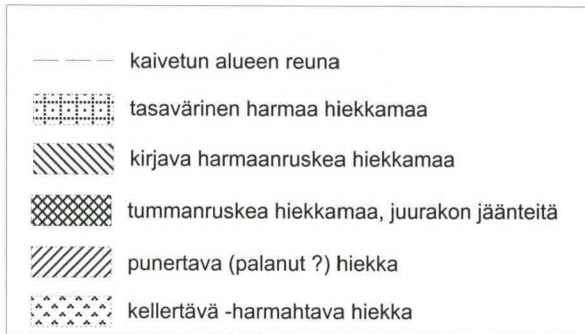 kaivetun alueen reuna
tasavärinen harmaa hiekkamaa
kirjava harmaanruskea hiekkamaa
tummanruskea hiekkamaa, juurakon jäänteitä
punertava (palanut ?) hiekka
kellertävä -harmahtava hiekka